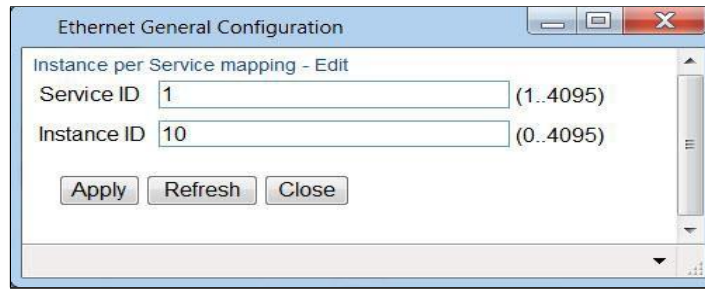 Ethernet General Configuration
Instance per Service mapping - Edit
Service ID 1 (1..4095)
Instance ID 10 (0..4095)
Apply Refresh Close